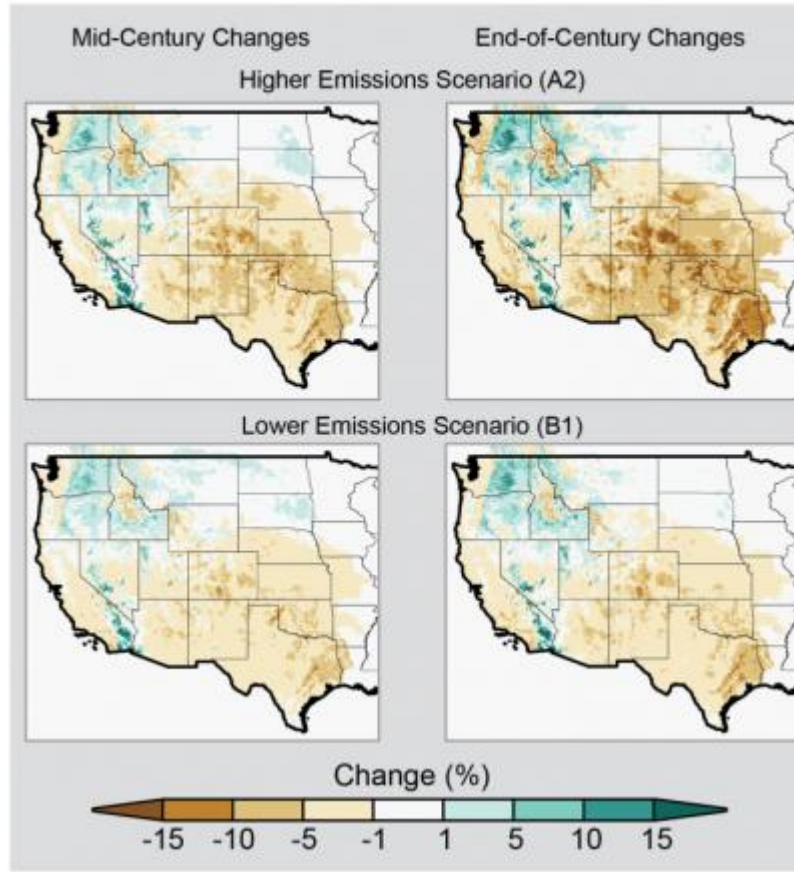 Mid-Century Changes
End-of-Century Changes
Higher Emissions Scenario (A2)
Lower Emissions Scenario (B1)
Change (%)
-15 -10 -5 -1 1 5 10 15